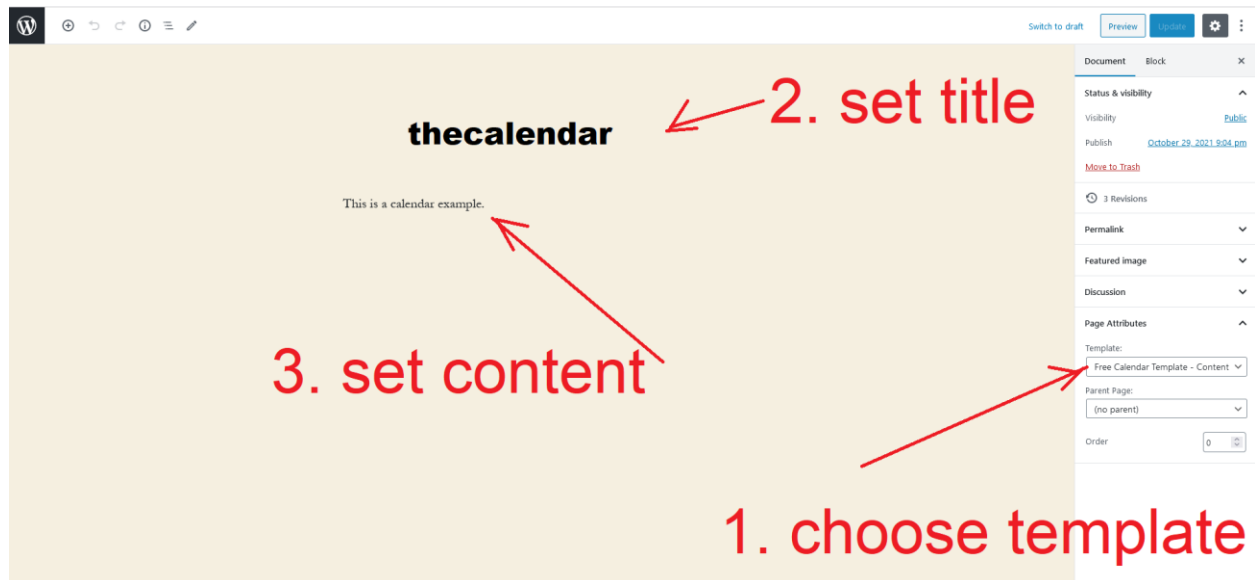 Switch to draft Preview Update
Document Block
2. set title
Status & visibility
thecalendar
Visibility Public
Publish October 29, 2021 9:04 pm
Move to Trash
This is a calendar example.
3 Revisions
Permalink
Featured image
Discussion
Page Attributes
Template:
3. set content
Free Calendar Template - Content
Parent Page:
(no parent)
Order 0
1. choose template